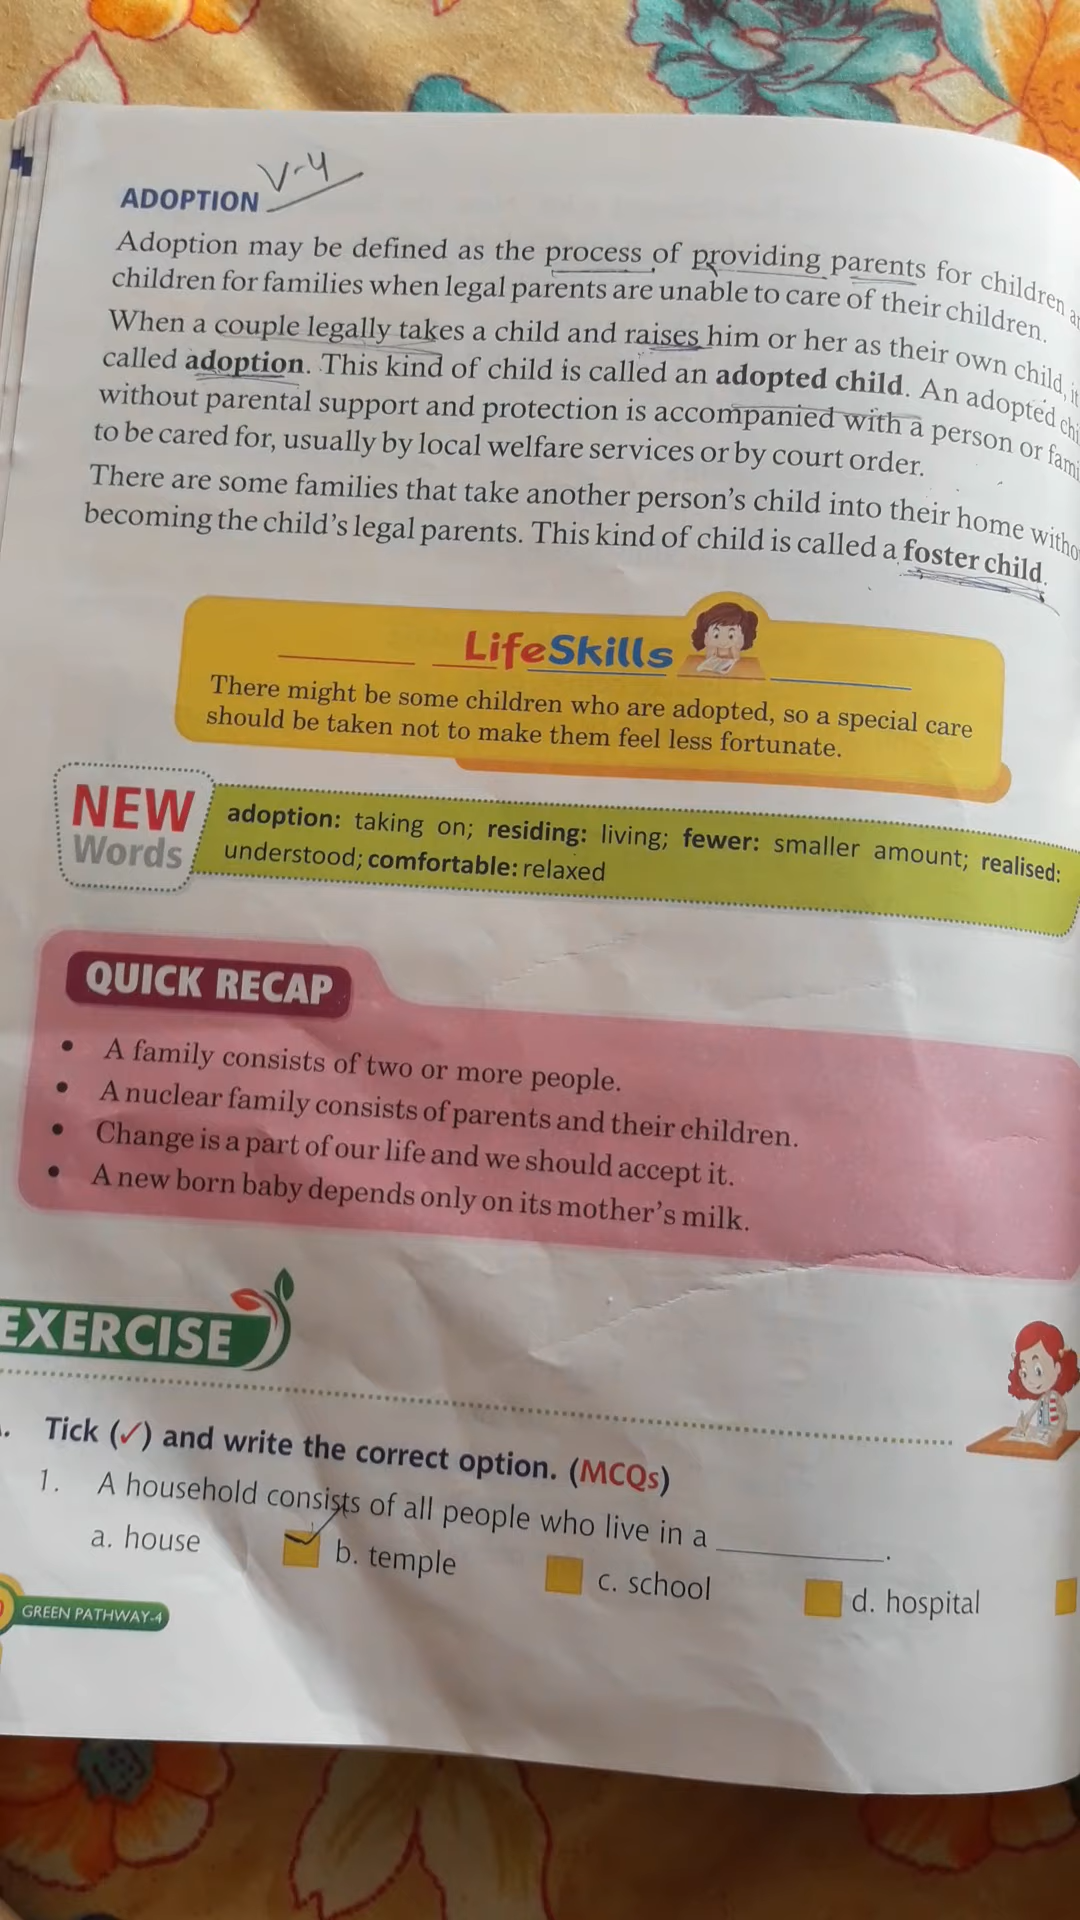 V-4
ADOPTION
Adoption may be defined as the process of providing parents for children
children for families when legal parents are unable to care of their children.
When a couple legally takes a child and raises him or her as their own child, it
called adoption. This kind of child is called an adopted child. An adopted
without parental support and protection is accompanied with a person or
to be cared for, usually by local welfare services or by court order.
There are some families that take another person's child into their home
becoming the child's legal parents. This kind of child is called a foster child.
LifeSkills
There might be some children who are adopted, so a special care
should be taken not to make them feel less fortunate.
NEW
Words
adoption: taking on; residing: living; fewer: smaller amount; realised:
understood; comfortable: relaxed
QUICK RECAP
• A family consists of two or more people.
• A nuclear family consists of parents and their children.
• Change is a part of our life and we should accept it.
• A new born baby depends only on its mother's milk.
EXERCISE
Tick (✓) and write the correct option. (MCQs)
1. A household consists of all people who live in a ___________.
a. house b. temple c. school d. hospital
GREEN PATHWAY-4